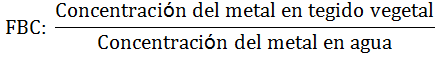 FBC: Concentración del metal en tegido vegetal
Concentración del metal en agua